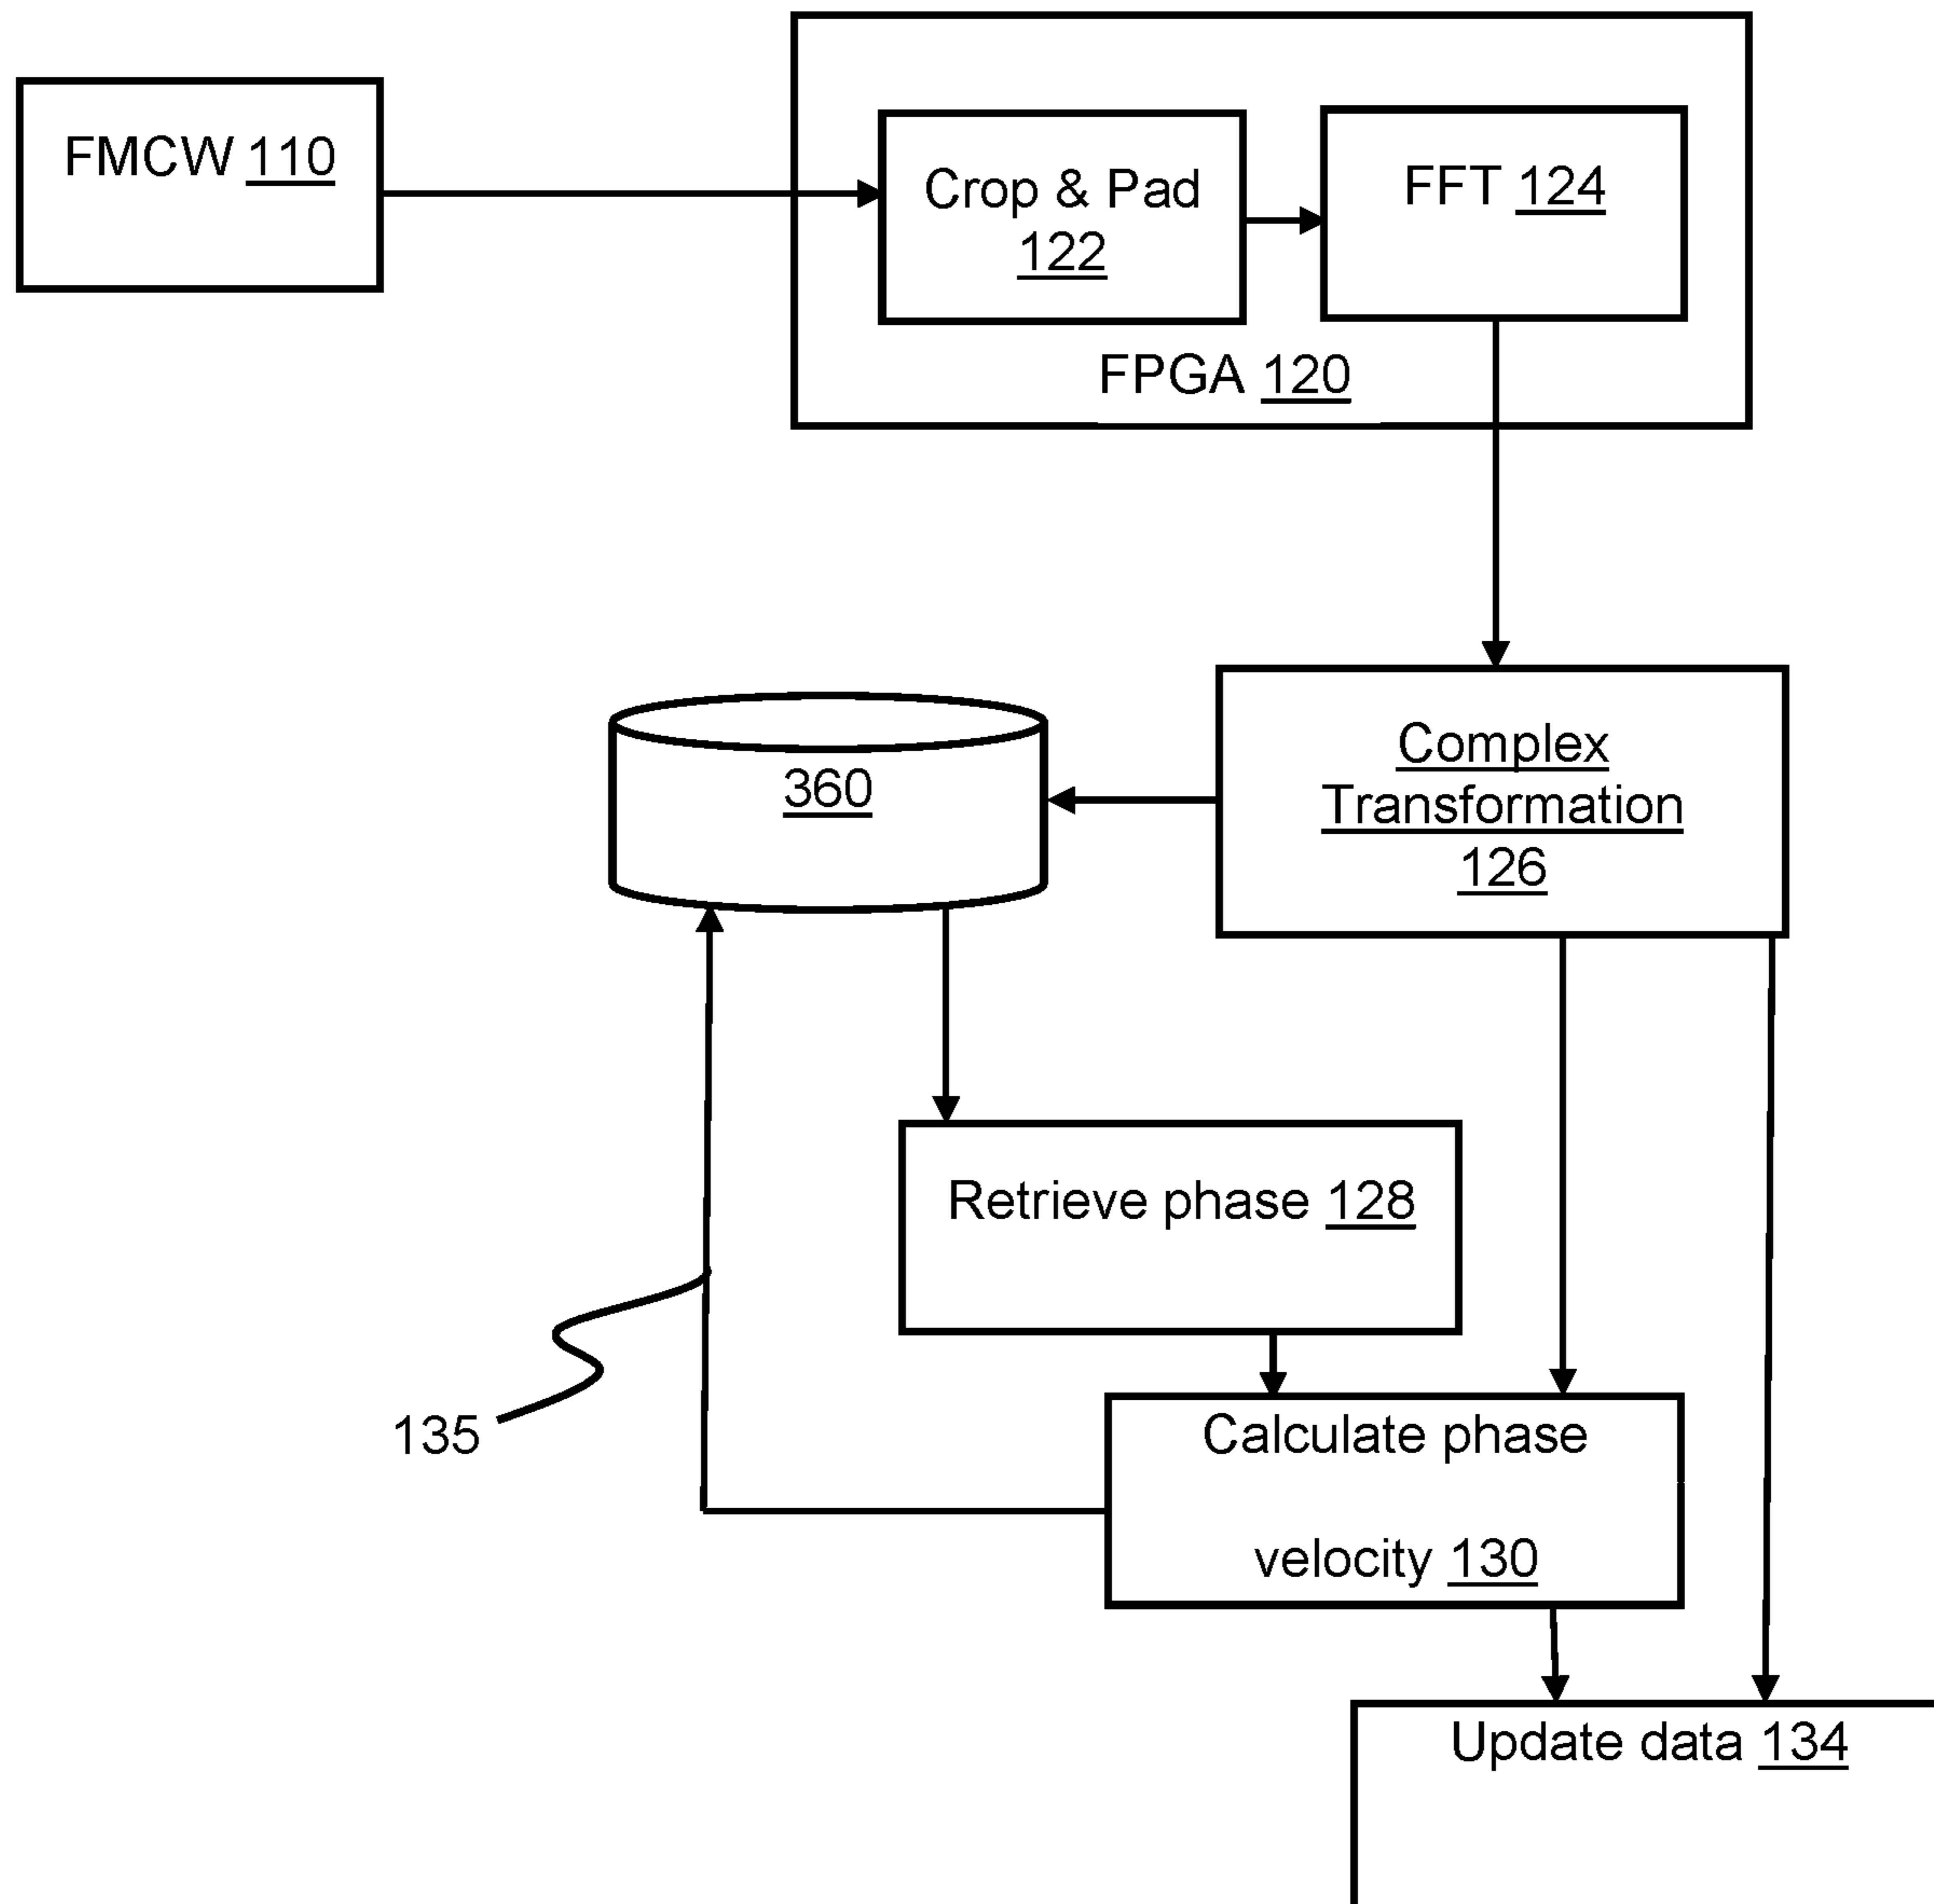 FMCW 110
Crop & Pad
122
FFT 124
FPGA 120
Complex
Transformation
126
360
Retrieve phase 128
135
Calculate phase
velocity 130
Update data 134